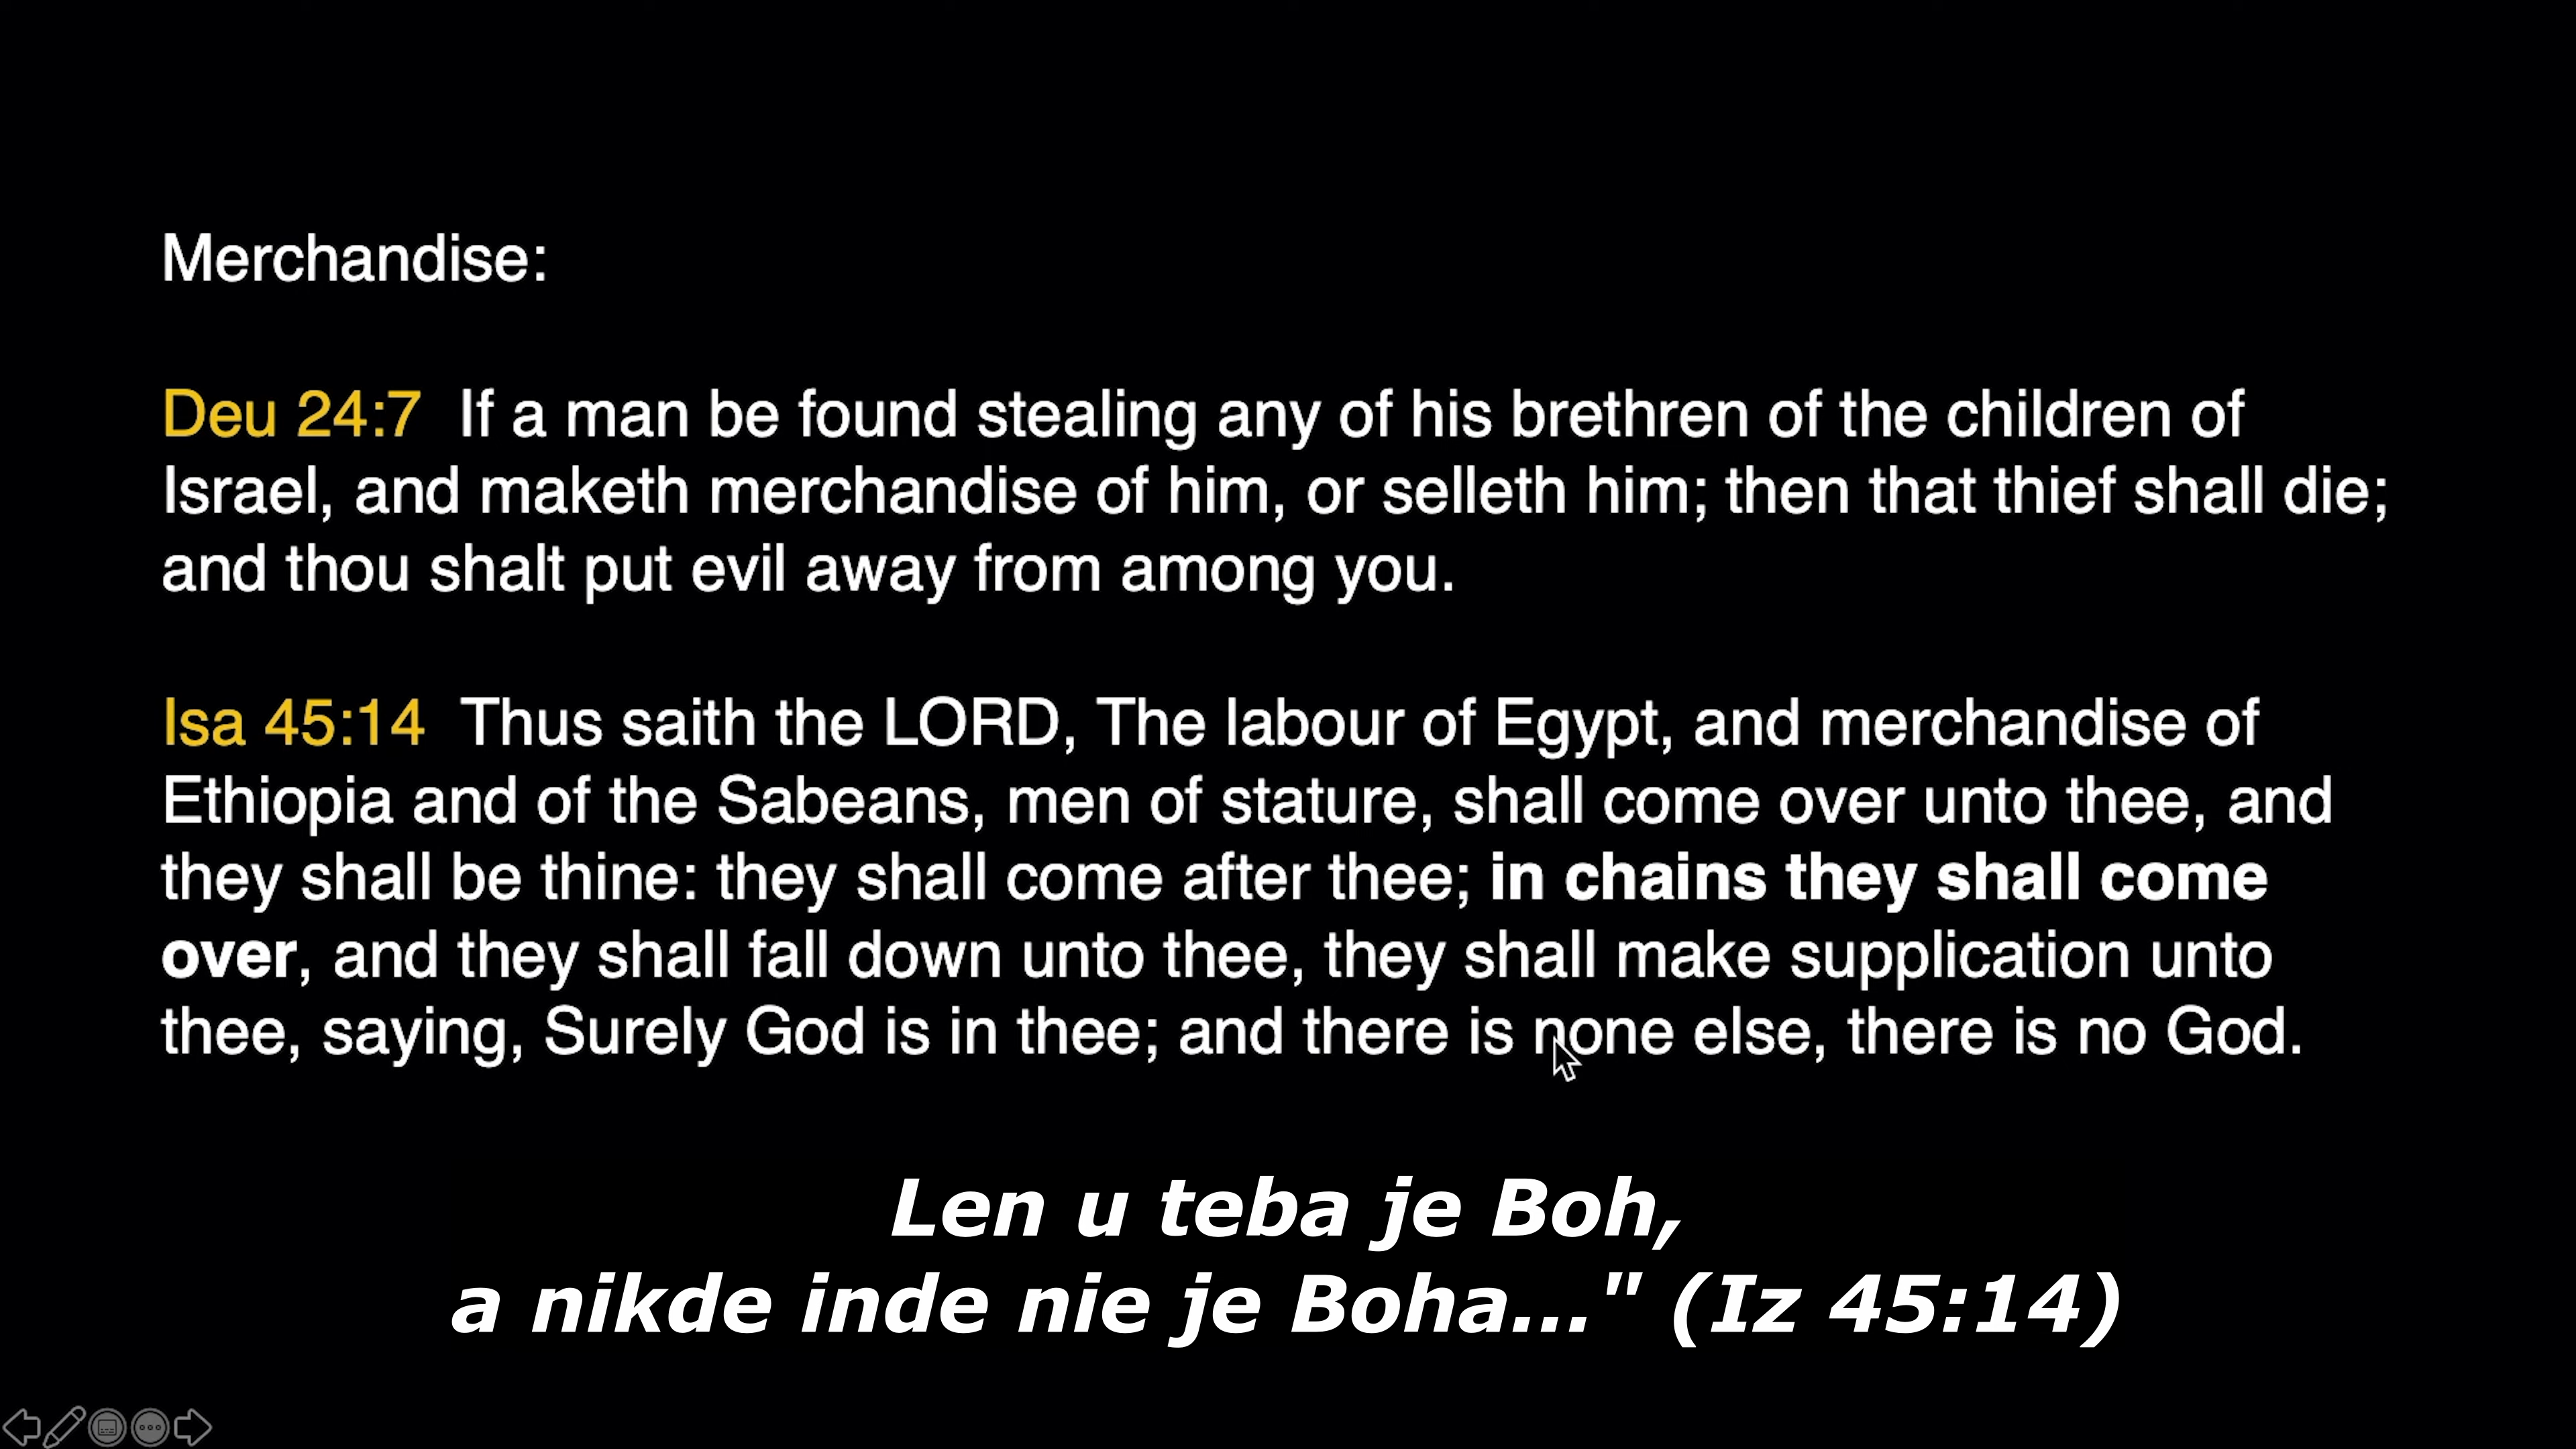 Merchandise:
Deu 24:7  If a man be found stealing any of his brethren of the children of
Israel, and maketh merchandise of him, or selleth him; then that thief shall die;
and thou shalt put evil away from among you.
Isa 45:14  Thus saith the LORD, The labour of Egypt, and merchandise of
Ethiopia and of the Sabeans, men of stature, shall come over unto thee, and
they shall be thine: they shall come after thee; in chains they shall come
over, and they shall fall down unto thee, they shall make supplication unto
thee, saying, Surely God is in thee; and there is none else, there is no God.
Len u teba je Boh,
a nikde inde nie je Boha..." (Iz 45:14)